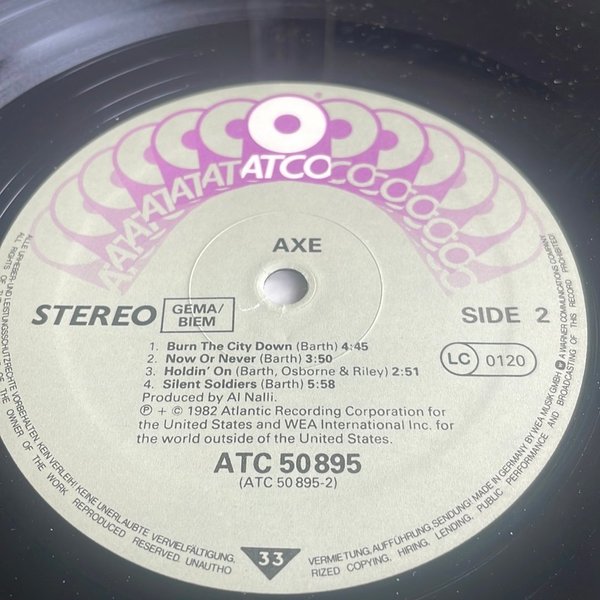 ATCO
AXE
STEREO
GEMA/
BIEM
SIDE 2
LC 0120
1. Burn The City Down (Barth) 4:45
2. Now Or Never (Barth) 3:50
3. Holdin' On (Barth, Osborne & Riley) 2:51
4. Silent Soldiers (Barth) 5:58
Produced by Al Nalli.
Ⓟ + © 1982 Atlantic Recording Corporation for
the United States and WEA International Inc. for
the world outside of the United States.
ATC 50 895
(ATC 50 895-2)
33
ALLE URHEBER- UND LEISTUNGSSCHUTZRECHTE VORBEHALTEN. KEIN VERLEIH! KEINE UNERLAUBTE VERVIELFÄLTIGUNG,
VERMIETUNG, AUFFÜHRUNG, SENDUNG! MADE IN GERMANY BY WEA MUSIK GMBH A WARNER COMMUNICATIONS COMPANY
ALL RIGHTS OF THE OWNER OF THE WORK REPRODUCED RESERVED. UNAUTHO
RIZED COPYING, HIRING, LENDING, PUBLIC PERFORMANCE AND BROADCASTING OF THIS RECORD PROHIBITED